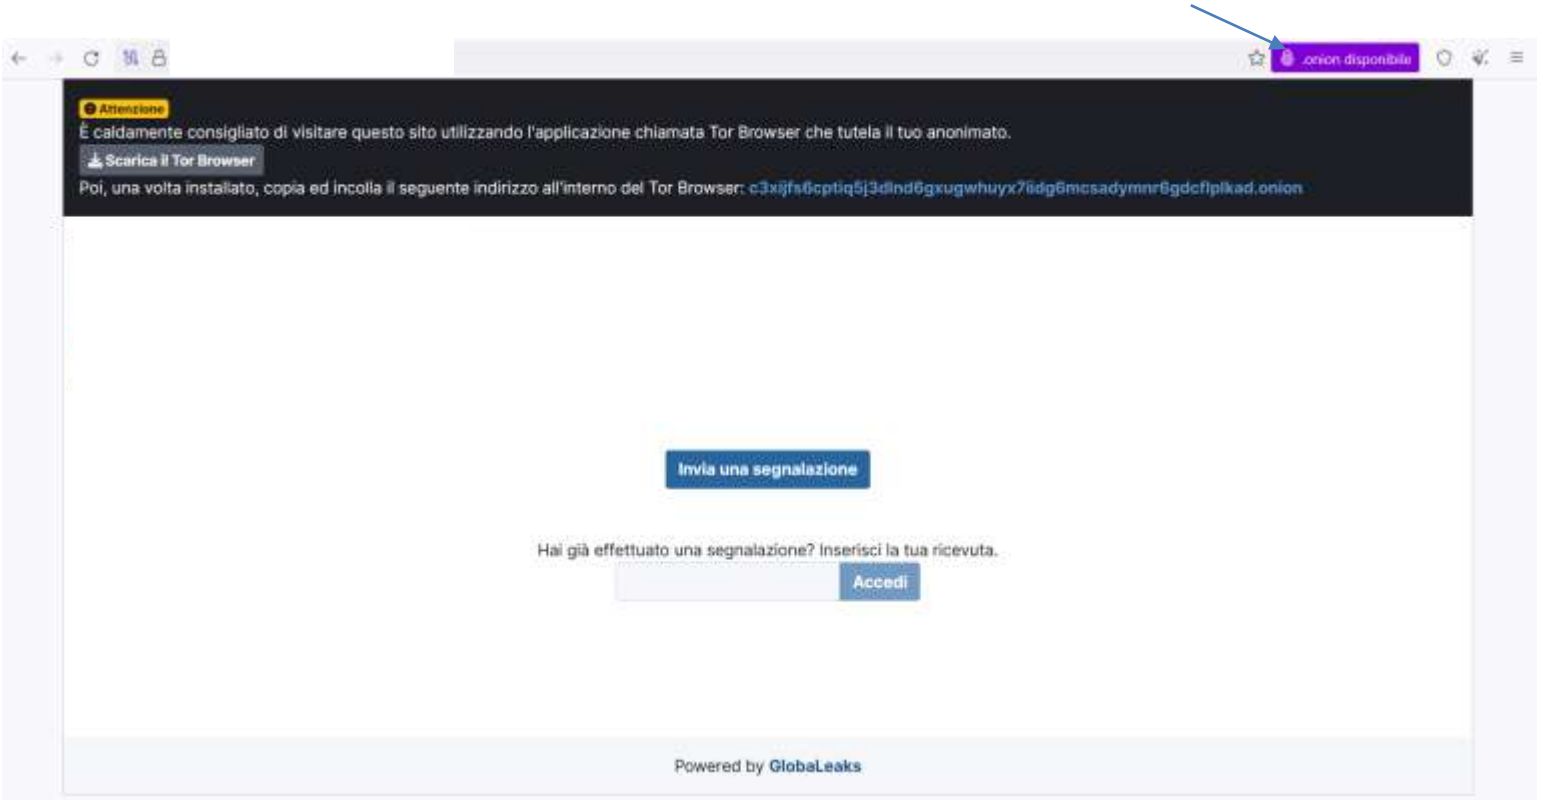 .onion disponibile
Attenzione
È caldamente consigliato di visitare questo sito utilizzando l'applicazione chiamata Tor Browser che tutela il tuo anonimato.
Scarica il Tor Browser
Poi, una volta installato, copia ed incolla il seguente indirizzo all'interno del Tor Browser:
Invia una segnalazione
Hai già effettuato una segnalazione? Inserisci la tua ricevuta.
Accedi
Powered by GlobaLeaks